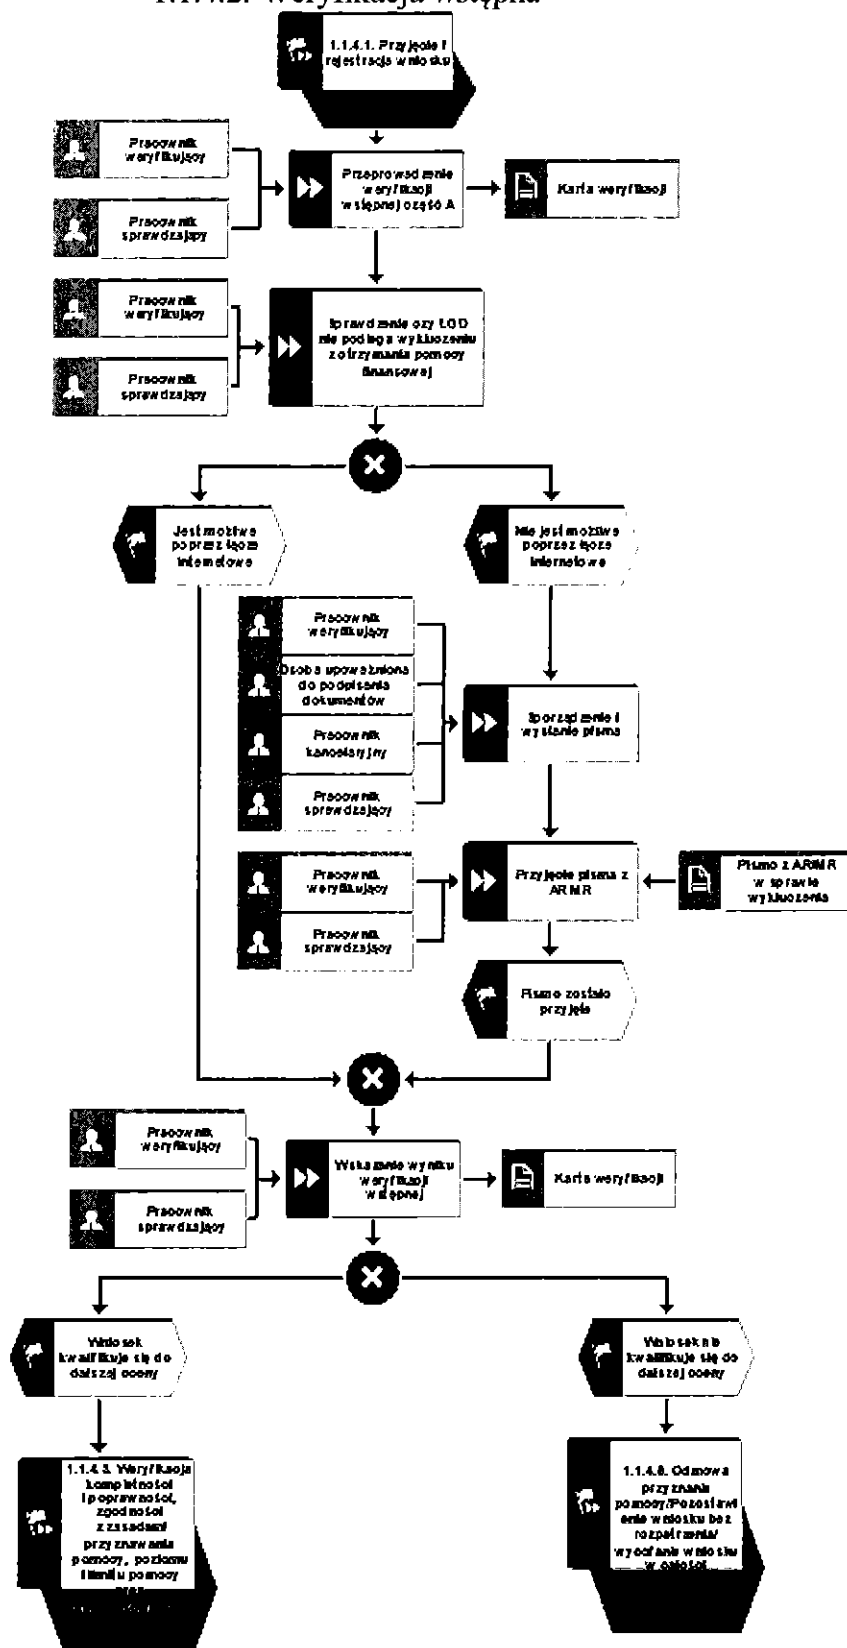 Weryfikacja wstępna
1.1.4.1. Przyjęcie i
rejestracja wniosku
Pracownik
weryfikujący
Pracownik
sprawdzający
Przeprowadzenie
weryfikacji
wstępnej część A
Karta weryfikacji
Pracownik
weryfikujący
Pracownik
sprawdzający
Sprawdzenie czy LGD
nie podlega wykluczeniu
z otrzymania pomocy
finansowej
Jest możliwe
poprzez łącze
internetowe
Nie jest możliwe
poprzez łącze
internetowe
Pracownik
weryfikujący
Osoba upoważniona
do podpisania
dokumentów
Pracownik
kancelaryjny
Pracownik
sprawdzający
Sporządzenie i
wysłanie pisma
Pracownik
weryfikujący
Pracownik
sprawdzający
Przyjęcie pisma z
ARiMR
Pismo z ARiMR
w sprawie
wykluczenia
Pismo zostało
przyjęte
Pracownik
weryfikujący
Pracownik
sprawdzający
Wskazanie wyniku
weryfikacji
wstępnej
Karta weryfikacji
Wniosek
kwalifikuje się do
dalszej oceny
Wniosek nie
kwalifikuje się do
dalszej oceny
1.1.4.3. Weryfikacja
kompletności
i poprawności,
zgodności
z zasadami
przyznawania
pomocy, poziomu
i limitu pomocy
oraz
1.1.4.8. Odmowa
przyznania
pomocy/Pozostawi
enie wniosku bez
rozpatrzenia/
wycofanie wniosku
w całości